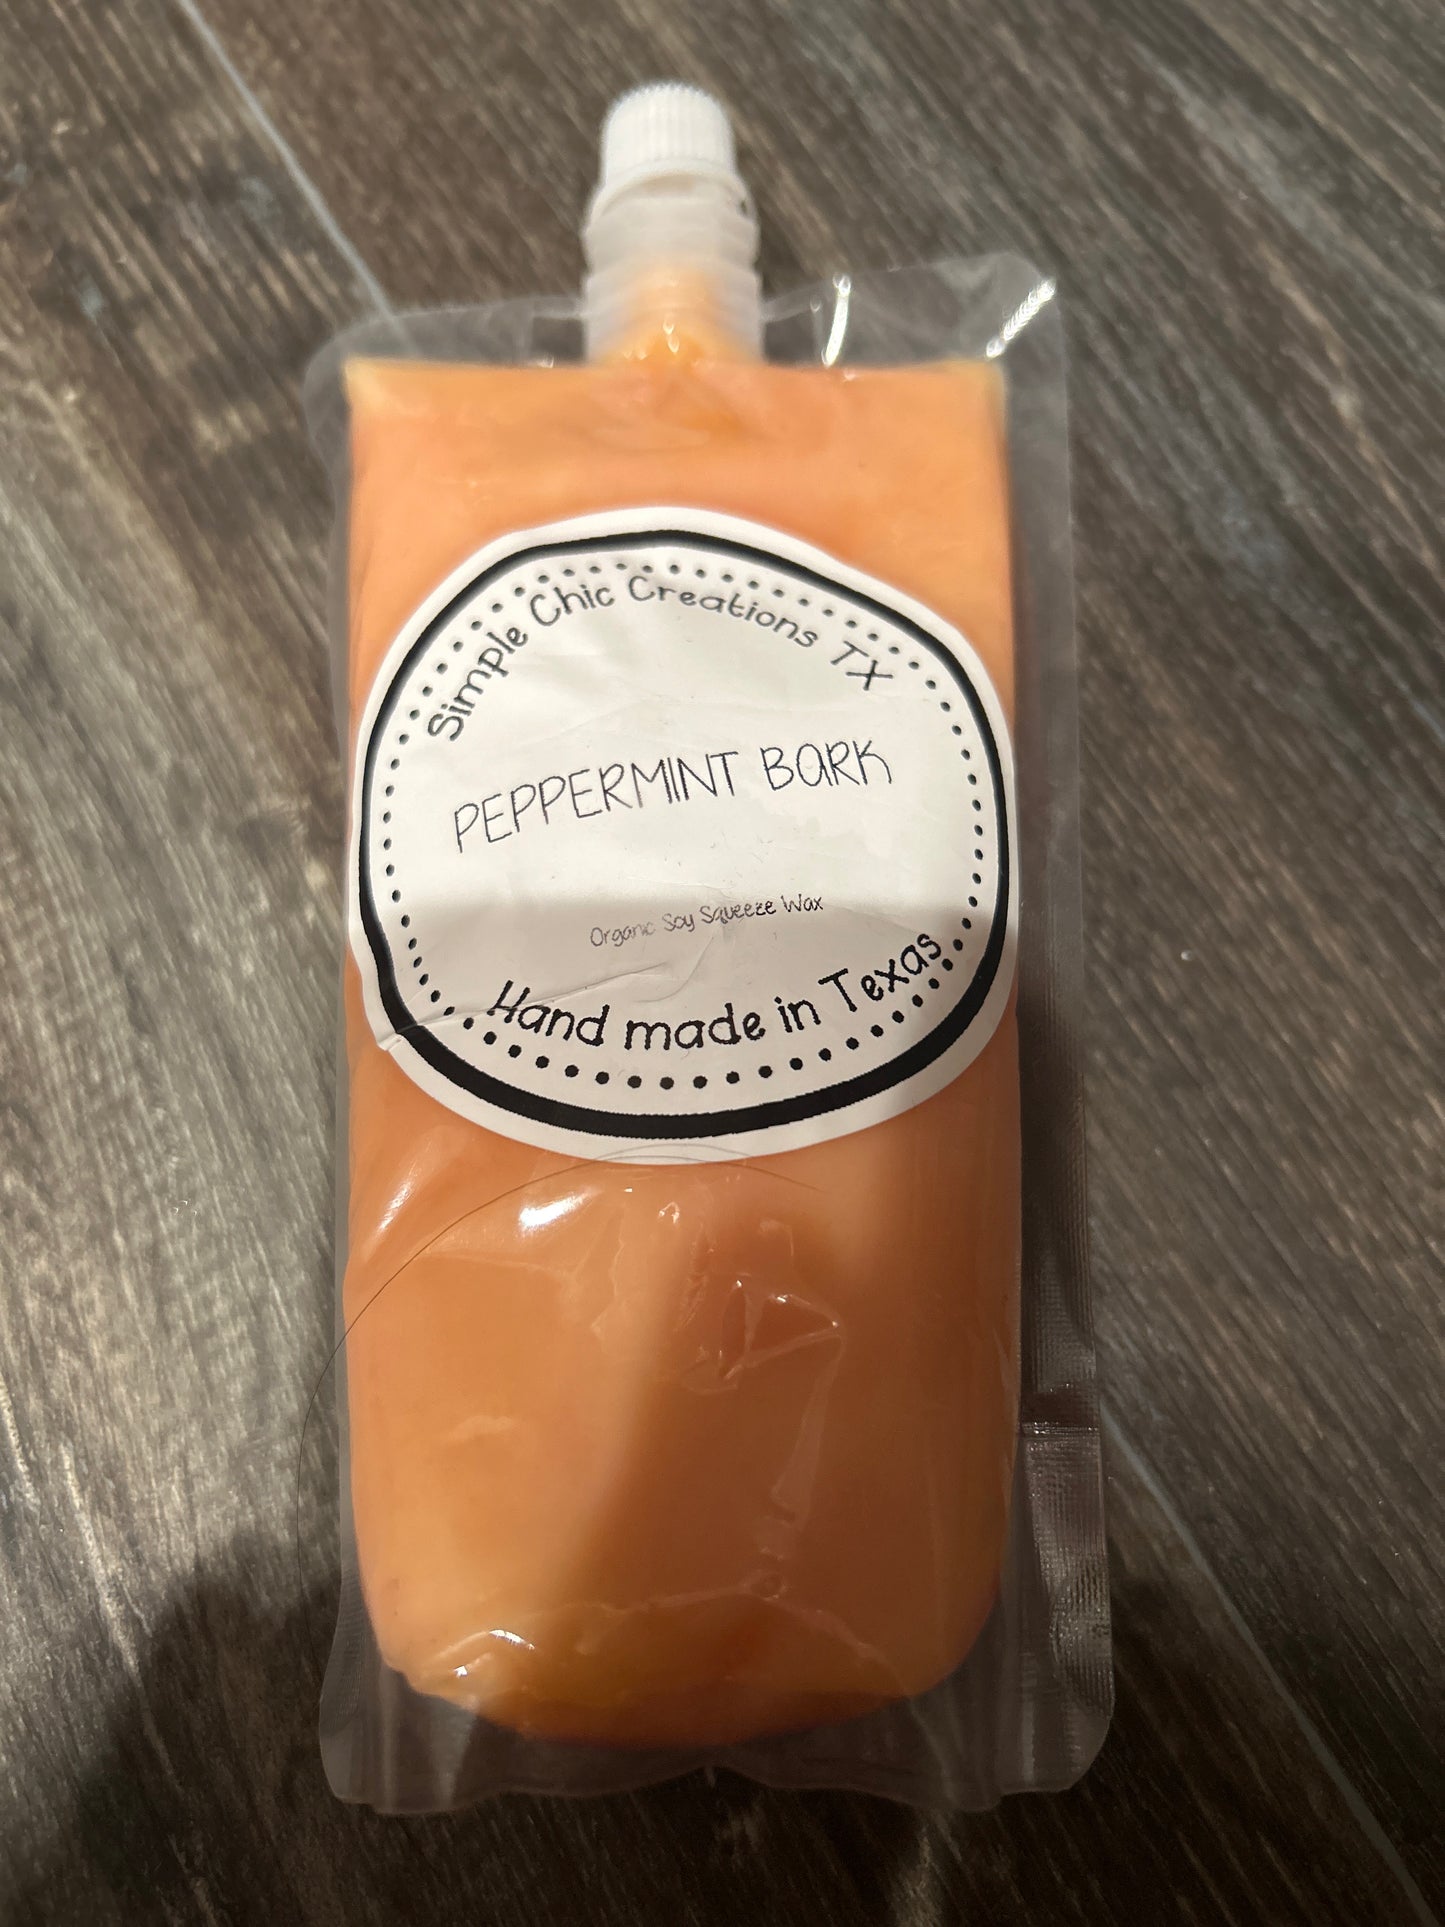 Simple Chic Creations TX
PEPPERMINT BARK
Organic Soy Squeeze Wax
Hand made in Texas